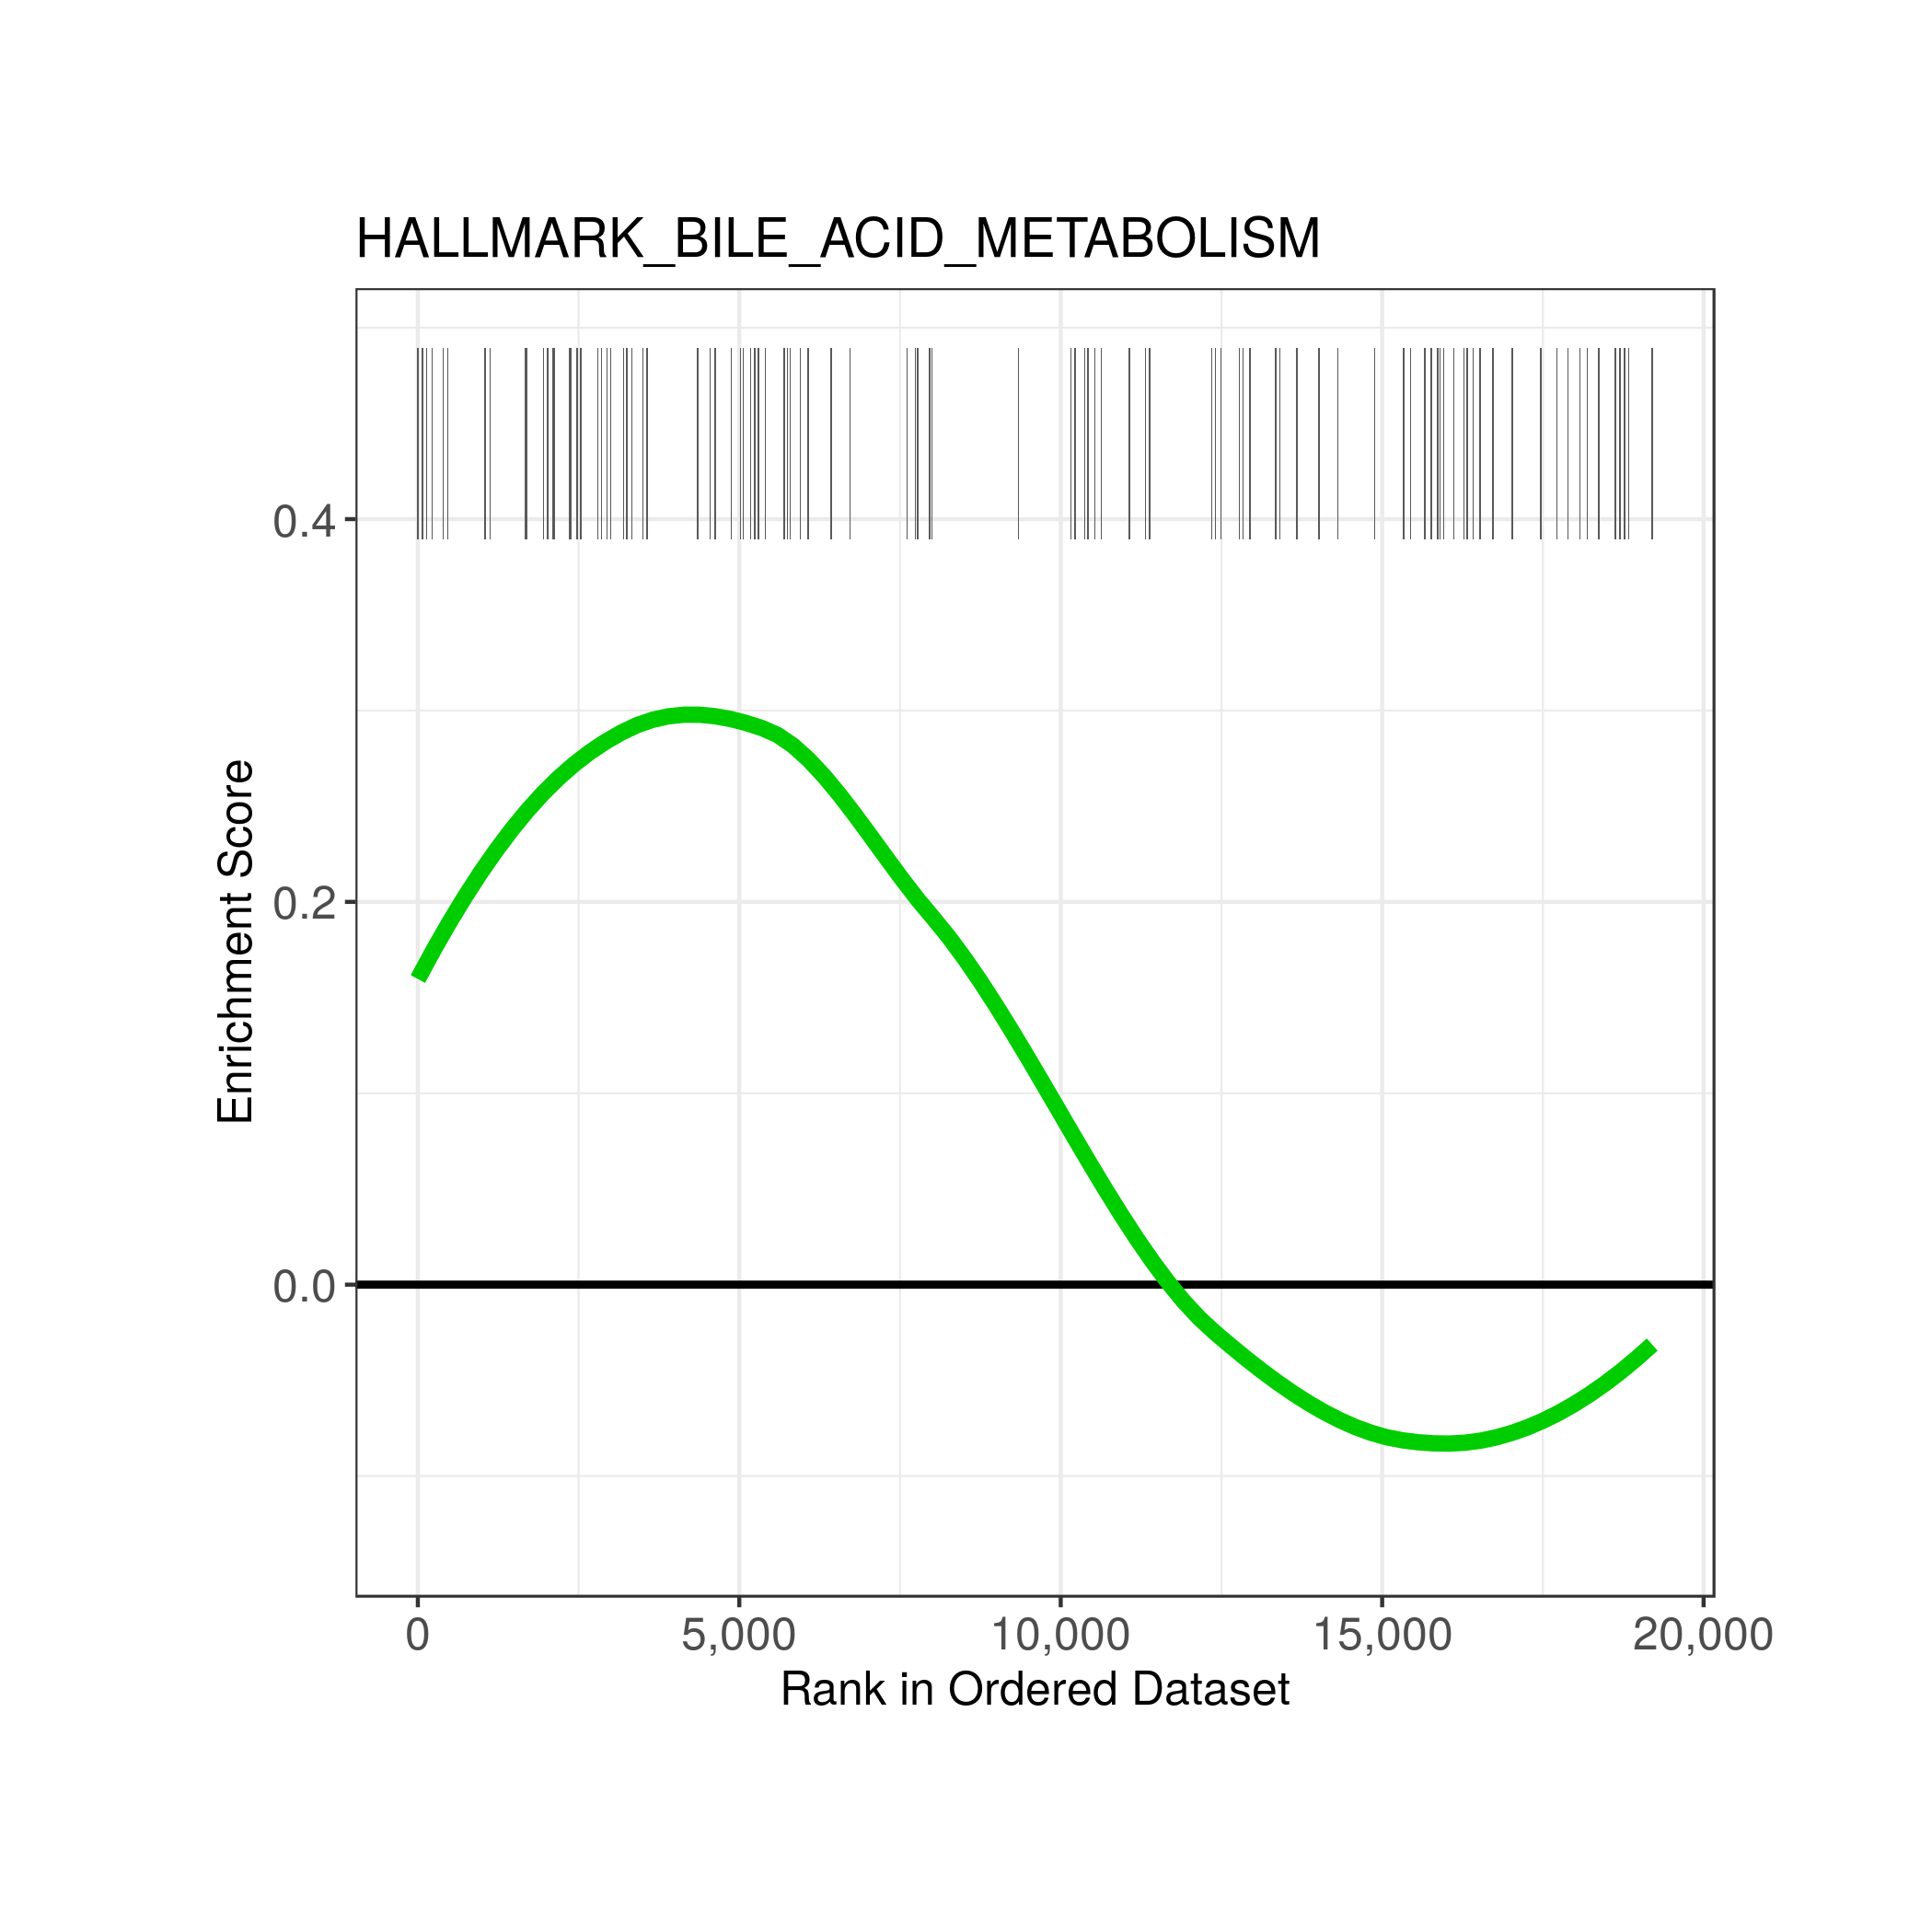 HALLMARK_BILE_ACID_METABOLISM
Enrichment Score
0.4
0.2
0.0
0 5,000 10,000 15,000 20,000
Rank in Ordered Dataset